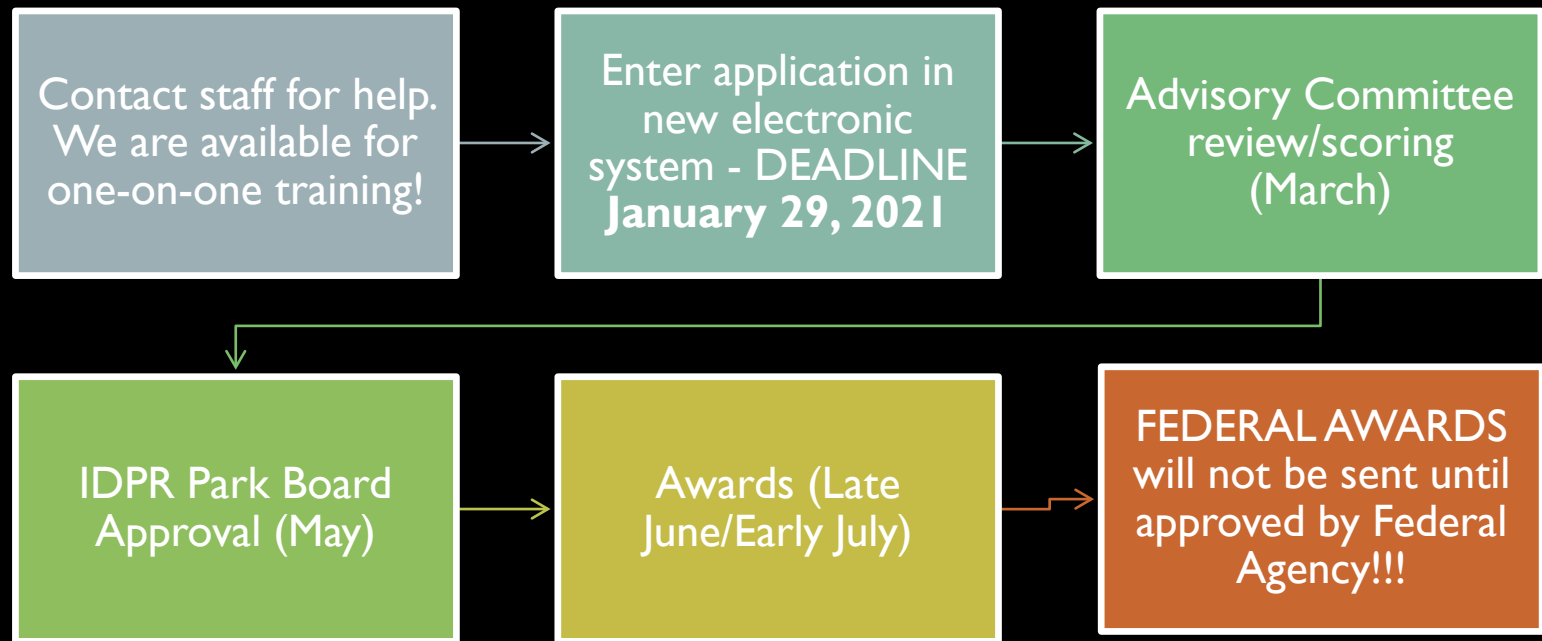 Contact staff for help.
We are available for
one-on-one training!
Enter application in
new electronic
system - DEADLINE
January 29, 2021
Advisory Committee
review/scoring
(March)
IDPR Park Board
Approval (May)
Awards (Late
June/Early July)
FEDERAL AWARDS
will not be sent until
approved by Federal
Agency!!!